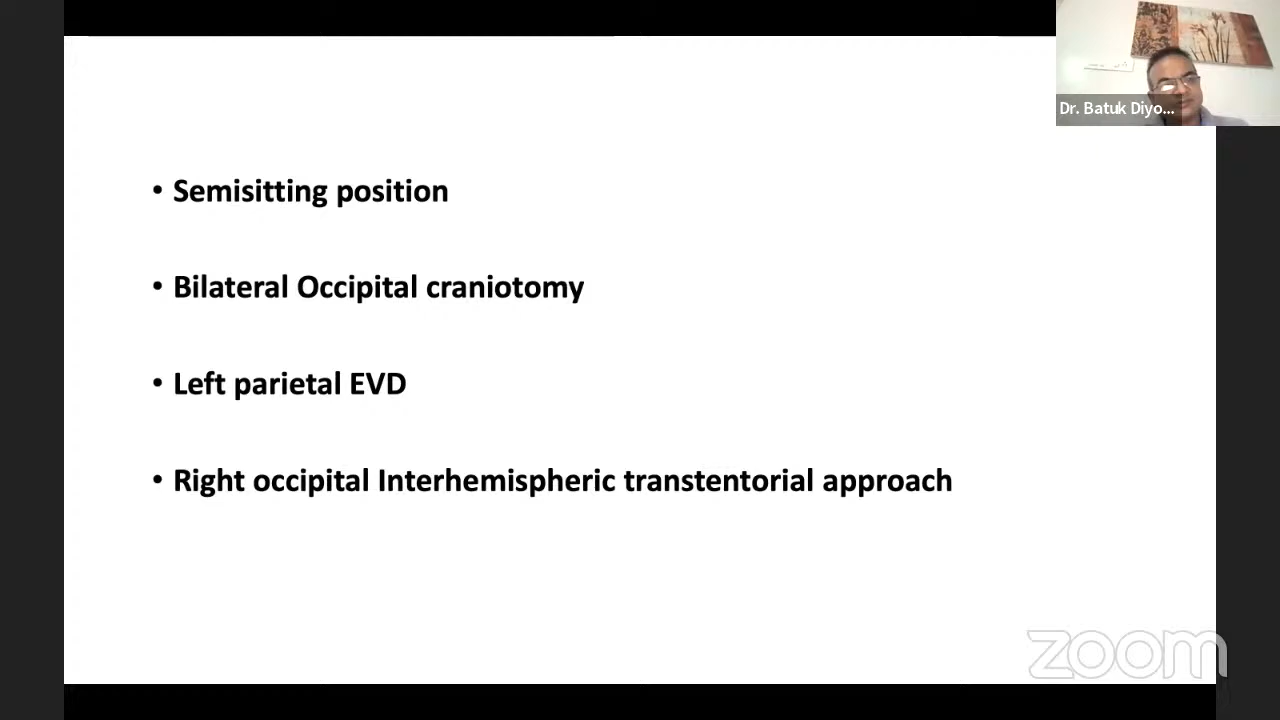 Dr. Batuk Diyo...
• Semisitting position
• Bilateral Occipital craniotomy
• Left parietal EVD
• Right occipital Interhemispheric transtentorial approach
zoom